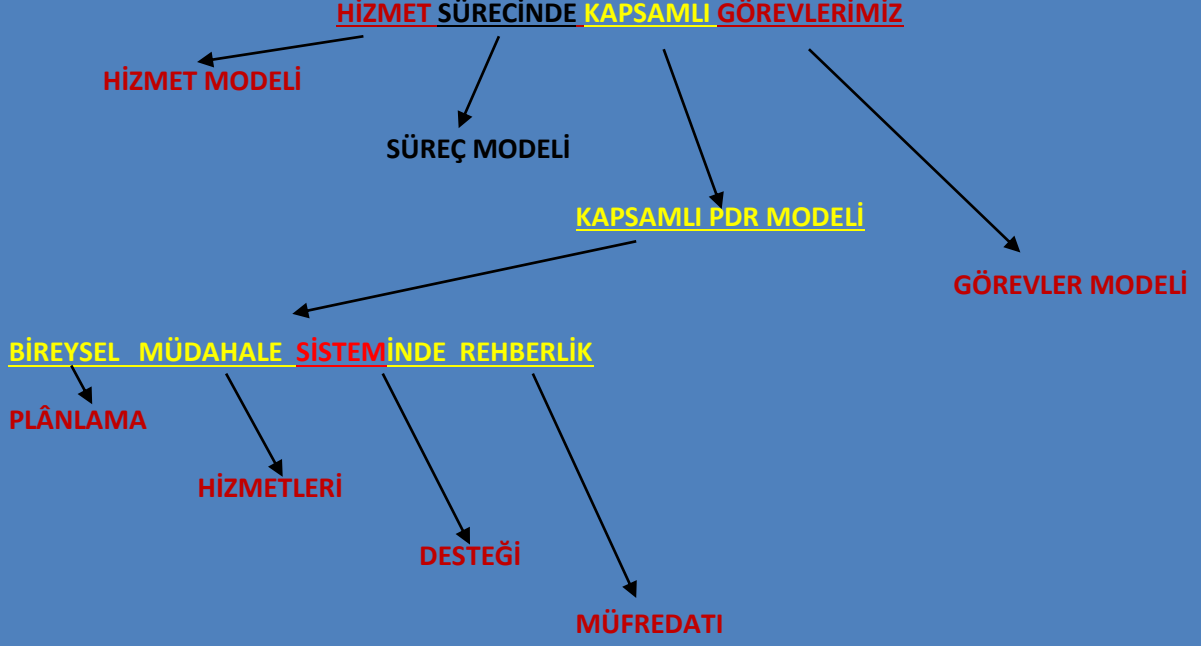 HİZMET SÜRECİNDE KAPSAMLI GÖREVLERİMİZ
HİZMET MODELİ
SÜREÇ MODELİ
KAPSAMLI PDR MODELİ
GÖREVLER MODELİ
BİREYSEL MÜDAHALE SİSTEMİNDE REHBERLİK
PLÂNLAMA
HİZMETLERİ
DESTEĞİ
MÜFREDATI